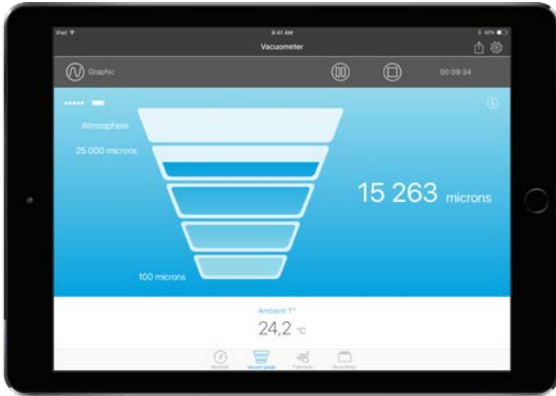 iPad
9:41 AM
Vacuometer
Graphic
00:09:34
Atmosphere
25 000 microns
15 263 microns
100 microns
Ambient T°
24,2 °C